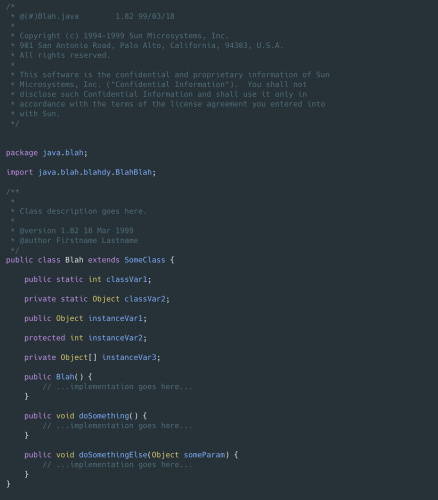 /*
 * @(#)Blah.java        1.82 99/03/18
 *
 * Copyright (c) 1994-1999 Sun Microsystems, Inc.
 * 901 San Antonio Road, Palo Alto, California, 94303, U.S.A.
 * All rights reserved.
 *
 * This software is the confidential and proprietary information of Sun
 * Microsystems, Inc. ("Confidential Information").  You shall not
 * disclose such Confidential Information and shall use it only in
 * accordance with the terms of the license agreement you entered into
 * with Sun.
 */
package java.blah;
import java.blah.blahdy.BlahBlah;
/**
 *
 * Class description goes here.
 *
 * @version 1.82 18 Mar 1999
 * @author Firstname Lastname
 */
public class Blah extends SomeClass {
    public static int classVar1;
    private static Object classVar2;
    public Object instanceVar1;
    protected int instanceVar2;
    private Object[] instanceVar3;
    public Blah() {
        // ...implementation goes here...
    }
    public void doSomething() {
        // ...implementation goes here...
    }
    public void doSomethingElse(Object someParam) {
        // ...implementation goes here...
    }
}